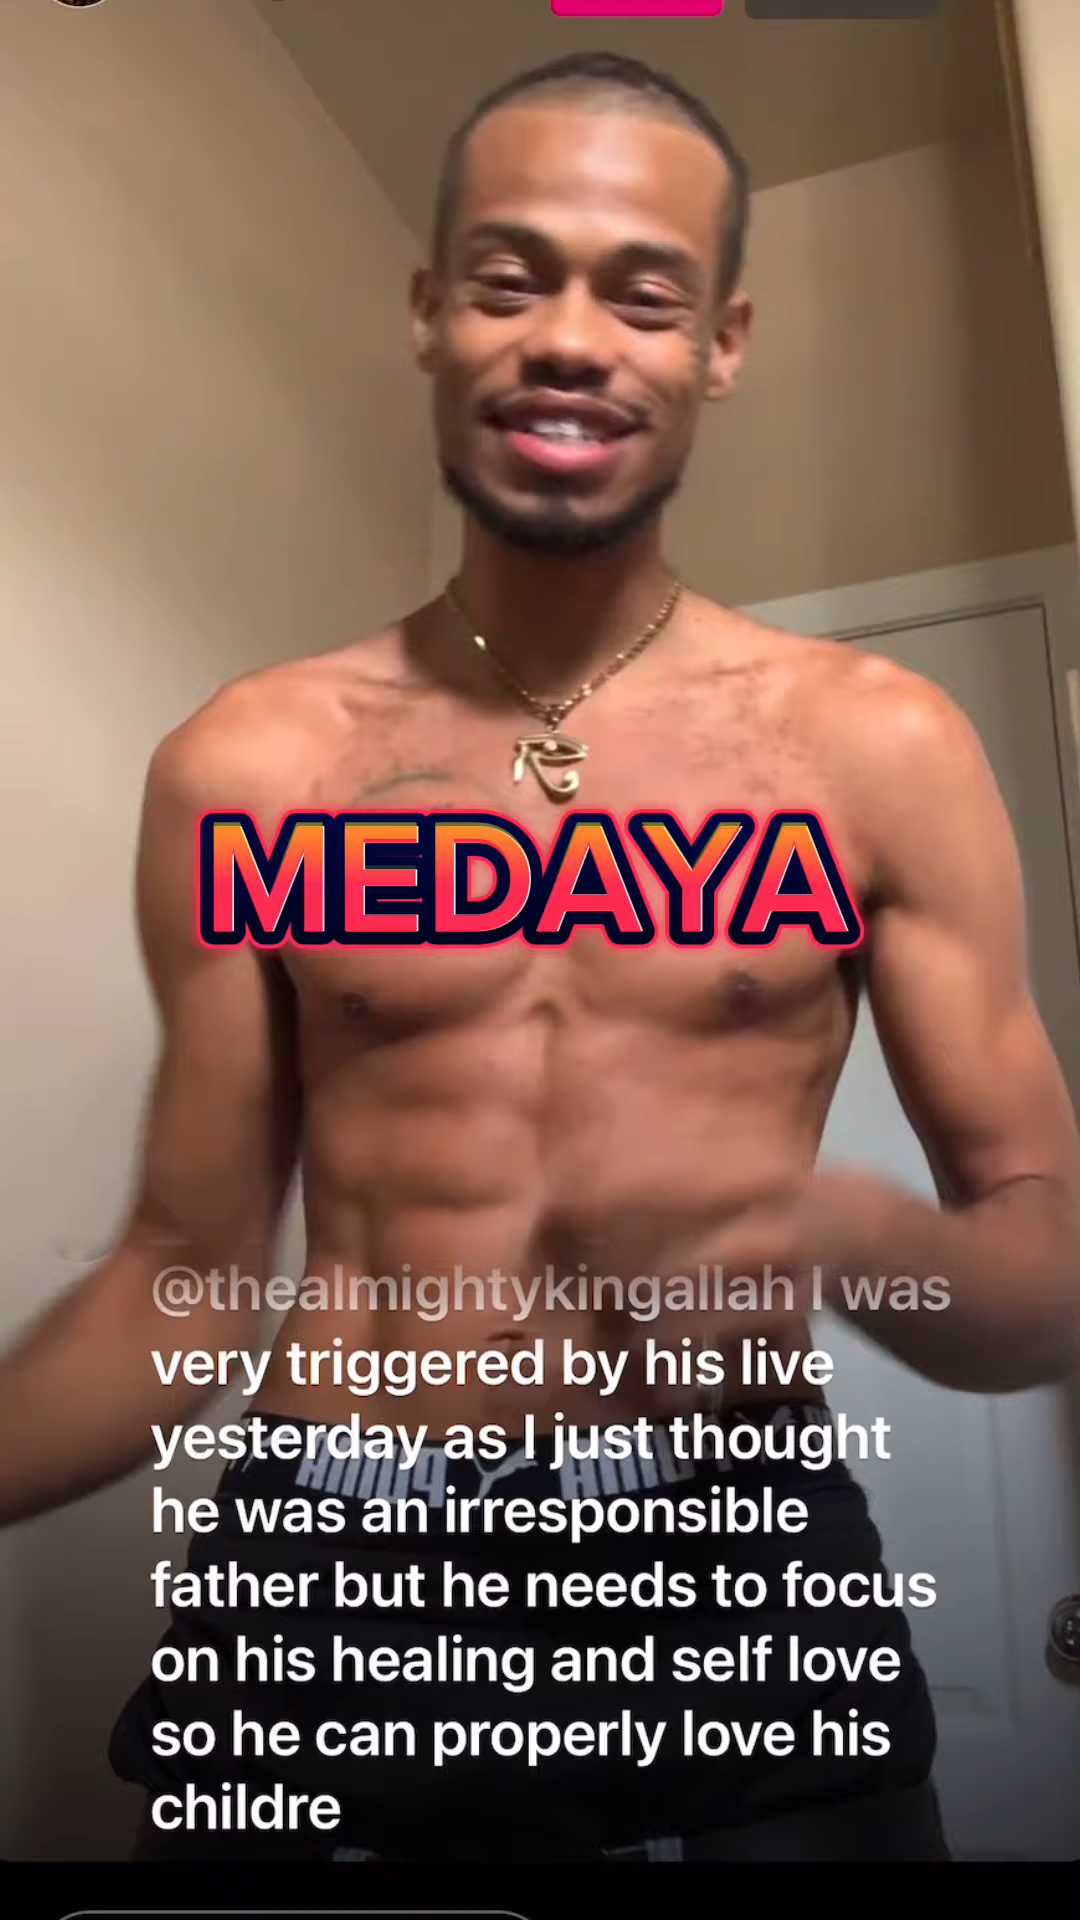 MEDAYA
@thealmightykingallah I was
very triggered by his live
yesterday as I just thought
he was an irresponsible
father but he needs to focus
on his healing and self love
so he can properly love his
childre